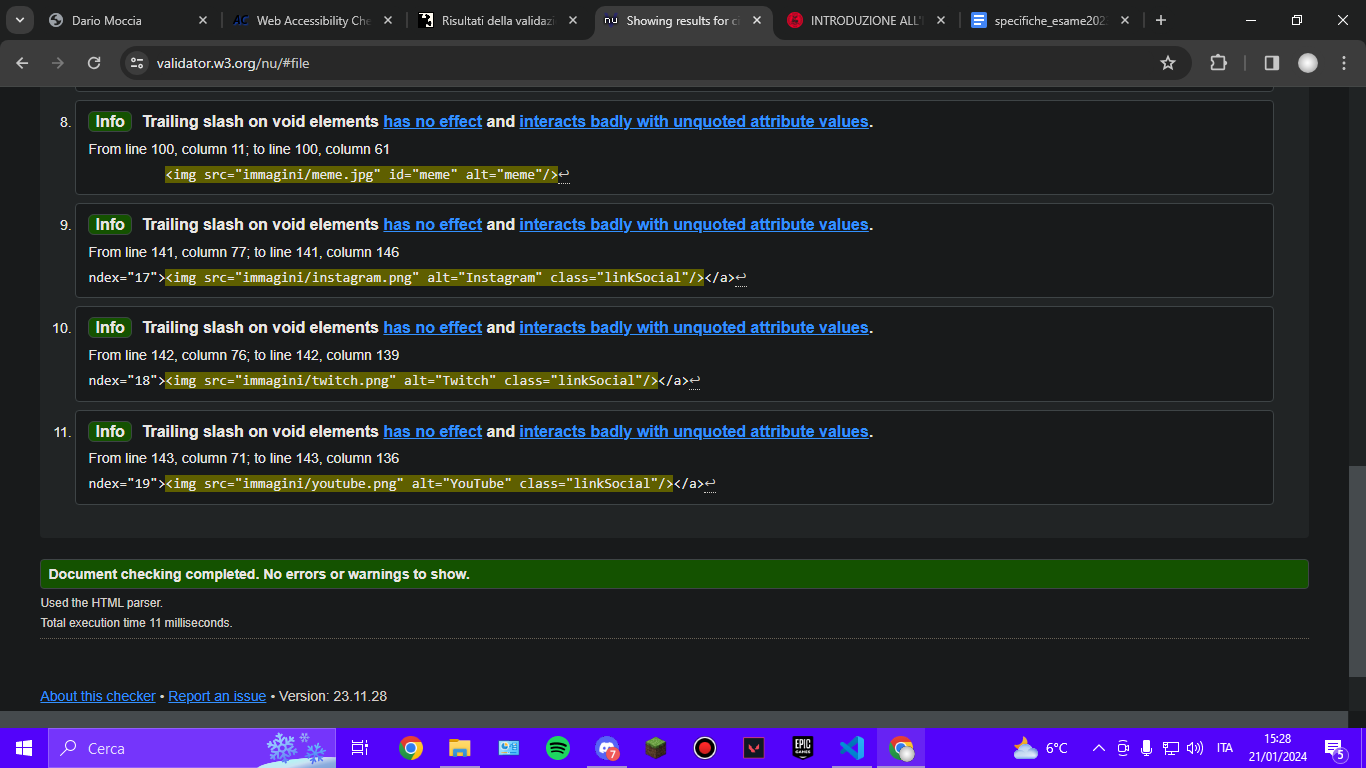 Dario Moccia
Web Accessibility Che
Risultati della validazi
Showing results for ci
INTRODUZIONE ALL'
specifiche_esame202
validator.w3.org/nu/#file
8. Info Trailing slash on void elements has no effect and interacts badly with unquoted attribute values.
From line 100, column 11; to line 100, column 61
<img src="immagini/meme.jpg" id="meme" alt="meme"/>↩
9. Info Trailing slash on void elements has no effect and interacts badly with unquoted attribute values.
From line 141, column 77; to line 141, column 146
ndex="17"><img src="immagini/instagram.png" alt="Instagram" class="linkSocial"/></a>↩
10. Info Trailing slash on void elements has no effect and interacts badly with unquoted attribute values.
From line 142, column 76; to line 142, column 139
ndex="18"><img src="immagini/twitch.png" alt="Twitch" class="linkSocial"/></a>↩
11. Info Trailing slash on void elements has no effect and interacts badly with unquoted attribute values.
From line 143, column 71; to line 143, column 136
ndex="19"><img src="immagini/youtube.png" alt="YouTube" class="linkSocial"/></a>↩
Document checking completed. No errors or warnings to show.
Used the HTML parser.
Total execution time 11 milliseconds.
About this checker • Report an issue • Version: 23.11.28
Cerca
7
EPIC GAMES
6°C
ITA
15:28
21/01/2024
5